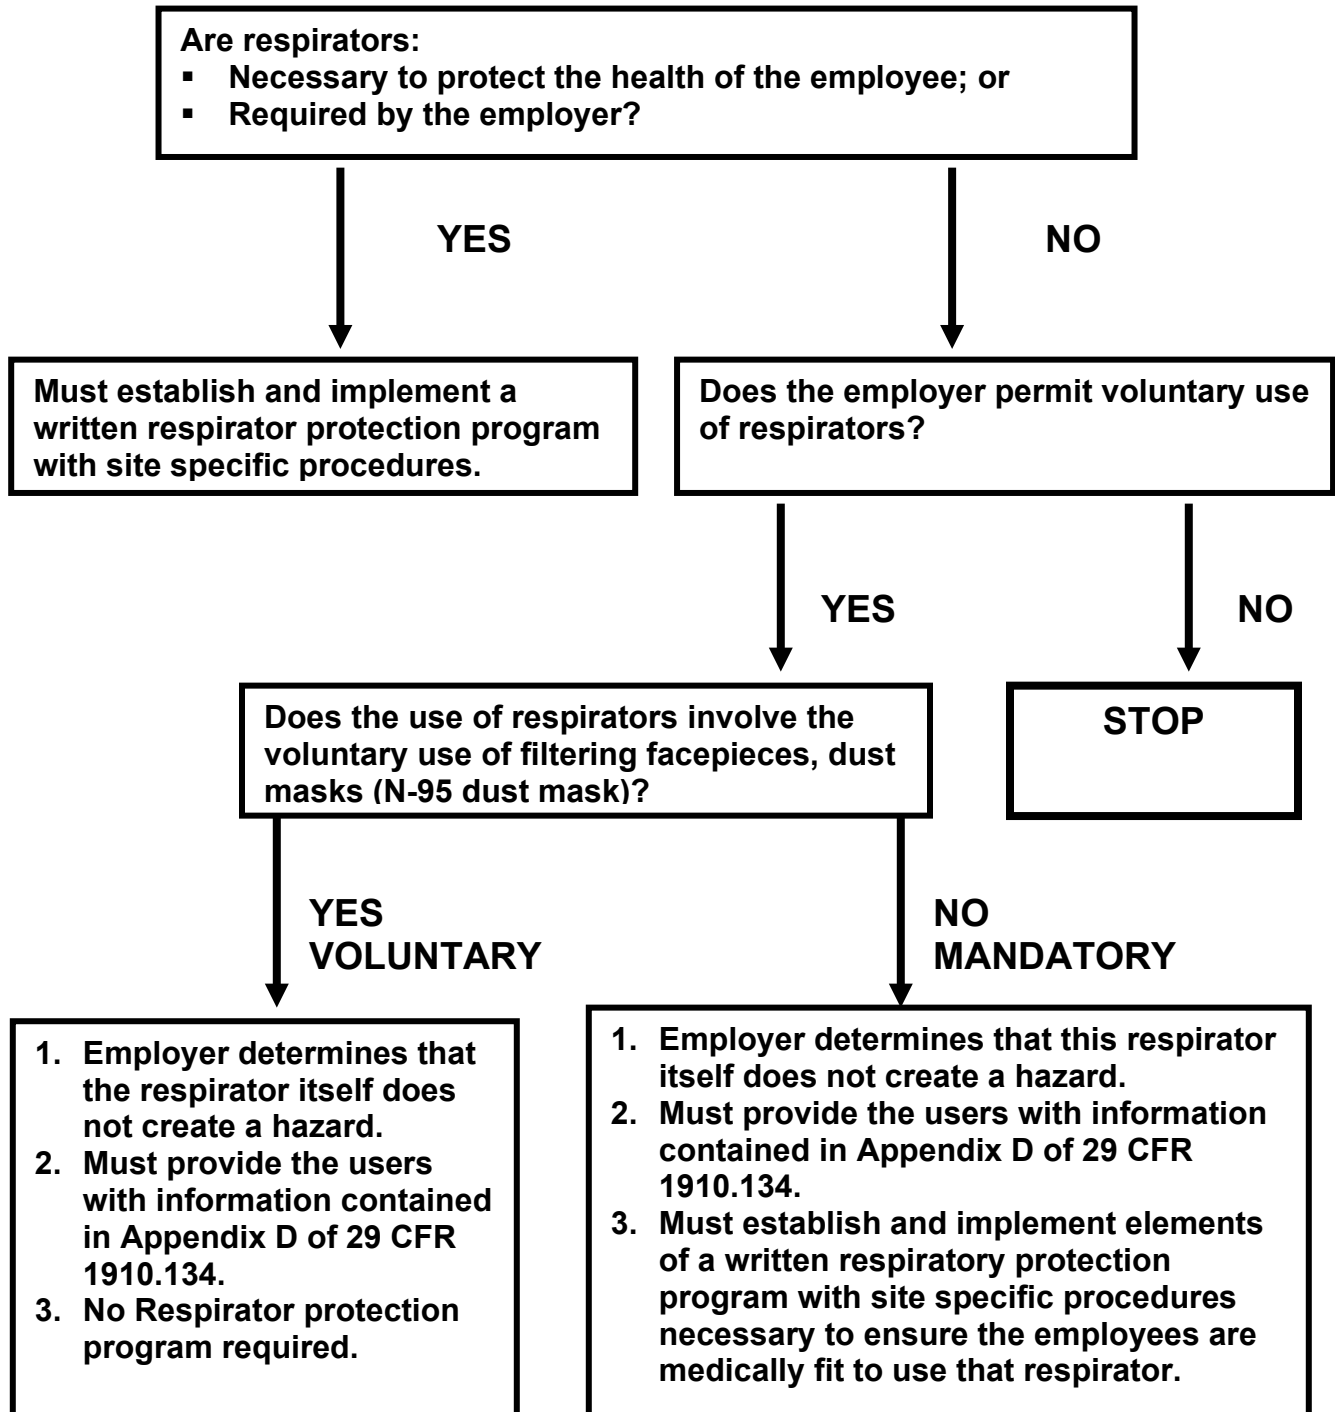 Are respirators:
▪ Necessary to protect the health of the employee; or
▪ Required by the employer?
YES
NO
Must establish and implement a
written respirator protection program
with site specific procedures.
Does the employer permit voluntary use
of respirators?
YES
NO
Does the use of respirators involve the
voluntary use of filtering facepieces, dust
masks (N-95 dust mask)?
STOP
YES
VOLUNTARY
NO
MANDATORY
1. Employer determines that
the respirator itself does
not create a hazard.
2. Must provide the users
with information contained
in Appendix D of 29 CFR
1910.134.
3. No Respirator protection
program required.
1. Employer determines that this respirator
itself does not create a hazard.
2. Must provide the users with information
contained in Appendix D of 29 CFR
1910.134.
3. Must establish and implement elements
of a written respiratory protection
program with site specific procedures
necessary to ensure the employees are
medically fit to use that respirator.